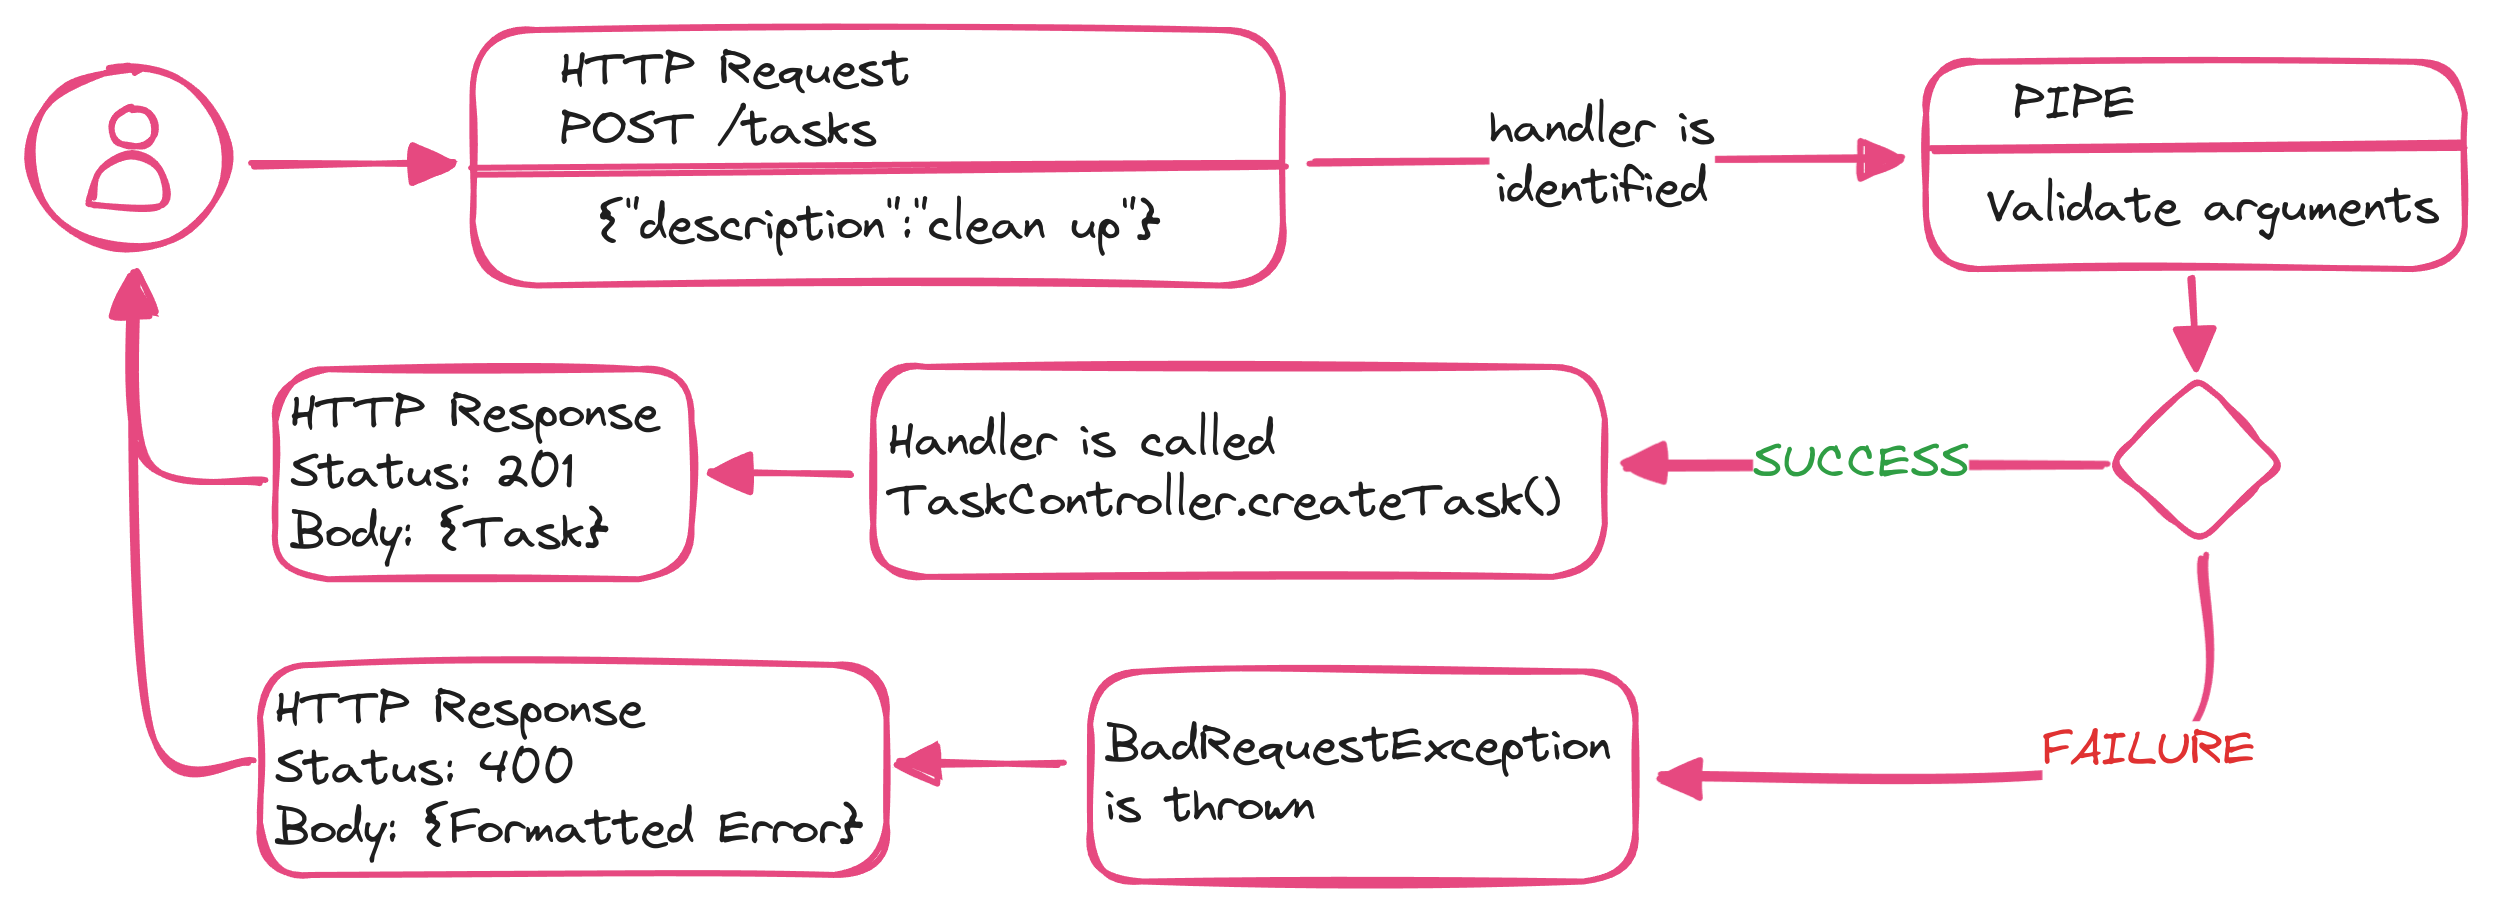 HTTP Request
POST /tasks
{"description":"clean up"}
handler is
identified
PIPE
Validate arguments
HTTP Response
Status: 201
Body: {Task}
Handler is called
TaskController.createTask()
SUCCESS
HTTP Response
Status: 400
Body: {Formatted Error}
BadRequestException
is thrown
FAILURE